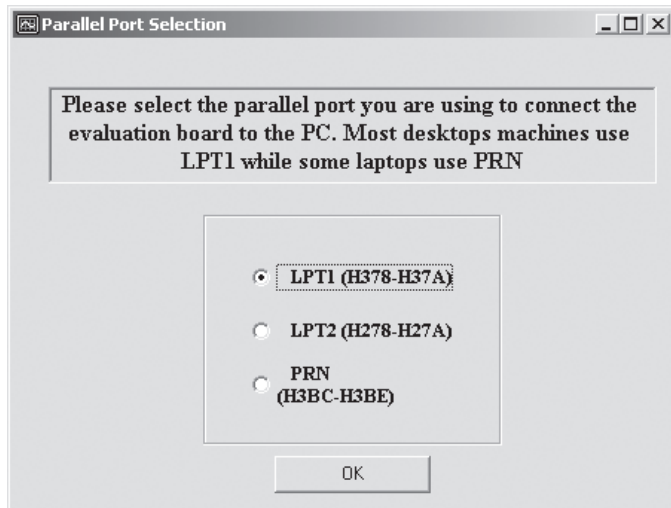 Parallel Port Selection
Please select the parallel port you are using to connect the
evaluation board to the PC. Most desktops machines use
LPT1 while some laptops use PRN
LPT1 (H378-H37A)
LPT2 (H278-H27A)
PRN
(H3BC-H3BE)
OK